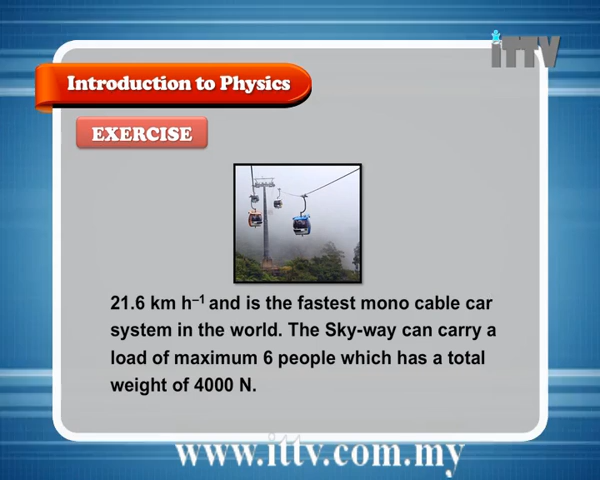 iTTV
Introduction to Physics
EXERCISE
21.6 km h⁻¹ and is the fastest mono cable car
system in the world. The Sky-way can carry a
load of maximum 6 people which has a total
weight of 4000 N.
www.ittv.com.my